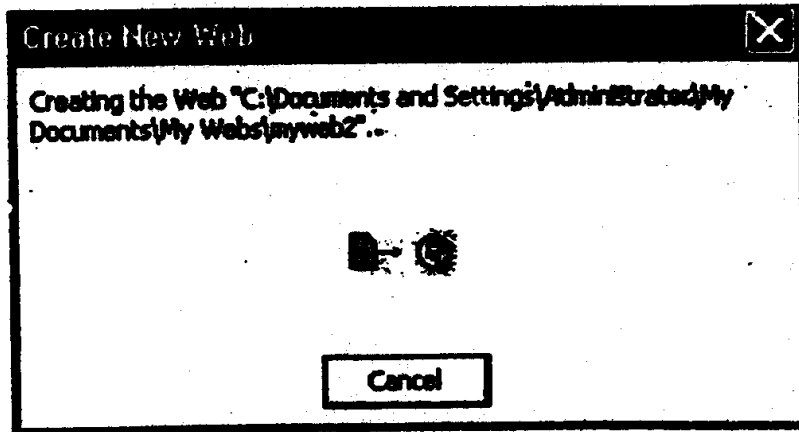 Create New Web
Creating the Web "C:\Documents and Settings\Administrator\My
Documents\My Webs\myweb2"...
Cancel